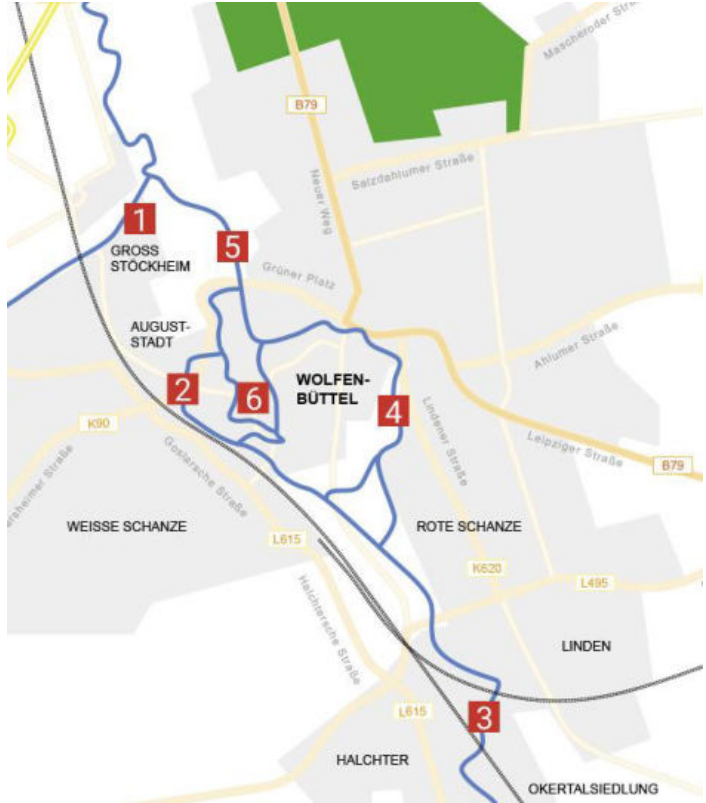 Mascheroder Straße
B79
Neuer Weg
Salzdahlumer Straße
1
5
GROSS
STÖCKHEIM
Grüner Platz
AUGUST-
STADT
Ahlumer Straße
2
6
WOLFEN-
BÜTTEL
4
Lindener Straße
K90
Leipziger Straße
B79
Goslarsche Straße
WEISSE SCHANZE
ROTE SCHANZE
L615
K620
L495
Halchtersche Straße
LINDEN
L615
3
HALCHTER
OKERTALSIEDLUNG